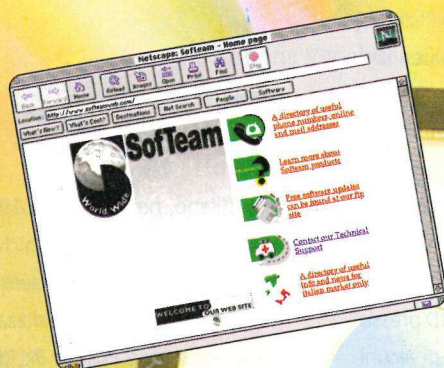 Netscape: Softeam - Home page
Back Forward Home Reload Images Open Print Find Stop
Location: http://www.softeamweb.com/
What's New? What's Cool? Destinations Net Search People Software
SofTeam
World Wide
A directory of useful
phone numbers, online
and mail addresses
Learn more about
Softeam products
Free software updates
can be found at our ftp
site
Contact our Technical
Support
A directory of useful
info and news for
italian market only
WELCOME TO OUR WEB SITE